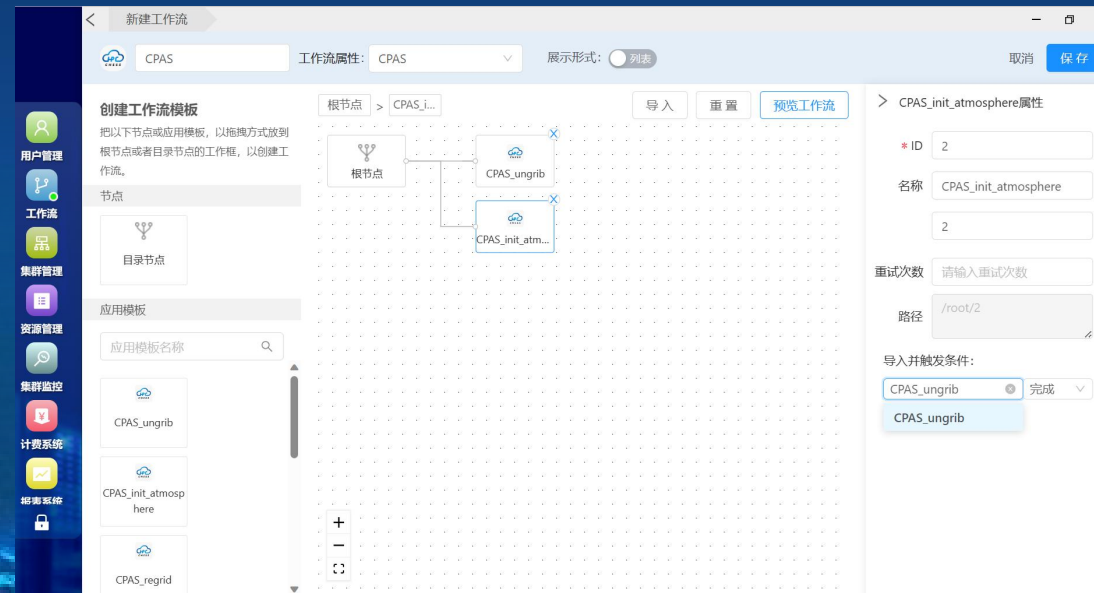 新建工作流
CPAS
工作流属性：
CPAS
展示形式：
列表
取消
保存
用户管理
工作流
集群管理
资源管理
集群监控
计费系统
报表系统
创建工作流模板
把以下节点或应用模板，以拖拽方式放到
根节点或者目录节点的工作框，以创建工
作流。
节点
目录节点
应用模板
应用模板名称
CPAS_ungrib
CPAS_init_atmosp
here
CPAS_regrid
根节点 > CPAS_i...
导入
重置
预览工作流
根节点
CPAS_ungrib
CPAS_init_atm...
CPAS_init_atmosphere属性
* ID
2
名称
CPAS_init_atmosphere
2
重试次数
请输入重试次数
路径
/root/2
导入并触发条件：
CPAS_ungrib
完成
CPAS_ungrib